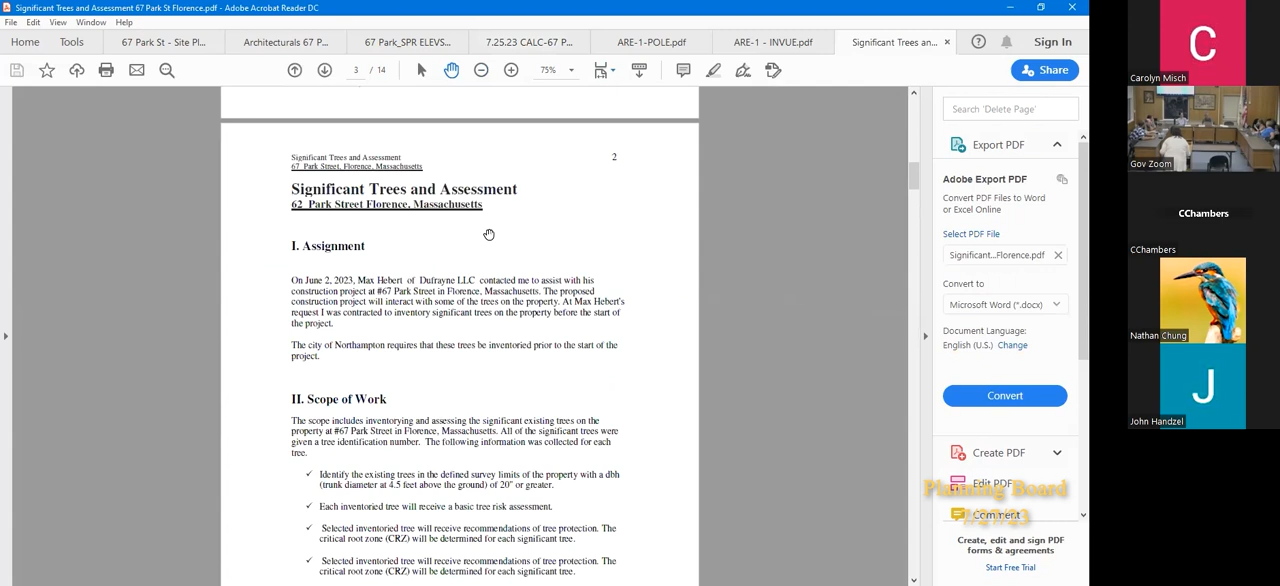 Significant Trees and Assessment 67 Park St Florence.pdf - Adobe Acrobat Reader DC
File Edit View Window Help
Home Tools 67 Park St - Site Pl... Architecturals 67 P... 67 Park_SPR ELEVS... 7.25.23 CALC-67 P... ARE-1-POLE.pdf ARE-1 - INVUE.pdf Significant Trees an... × Sign In
3 / 14 75% Share
Significant Trees and Assessment 2
67 Park Street, Florence, Massachusetts
Significant Trees and Assessment
62 Park Street Florence, Massachusetts
I. Assignment
On June 2, 2023, Max Hebert of Dufrayne LLC contacted me to assist with his
construction project at #67 Park Street in Florence, Massachusetts. The proposed
construction project will interact with some of the trees on the property. At Max Hebert's
request I was contracted to inventory significant trees on the property before the start of
the project.
The city of Northampton requires that these trees be inventoried prior to the start of the
project.
II. Scope of Work
The scope includes inventorying and assessing the significant existing trees on the
property at #67 Park Street in Florence, Massachusetts. All of the significant trees were
given a tree identification number. The following information was collected for each
tree.
✓ Identify the existing trees in the defined survey limits of the property with a dbh
(trunk diameter at 4.5 feet above the ground) of 20" or greater.
✓ Each inventoried tree will receive a basic tree risk assessment.
✓ Selected inventoried tree will receive recommendations of tree protection. The
critical root zone (CRZ) will be determined for each significant tree.
✓ Selected inventoried tree will receive recommendations of tree protection. The
critical root zone (CRZ) will be determined for each significant tree.
Search 'Delete Page'
Export PDF
Adobe Export PDF
Convert PDF Files to Word
or Excel Online
Select PDF File
Significant...Florence.pdf ×
Convert to
Microsoft Word (*.docx)
Document Language:
English (U.S.) Change
Convert
Create PDF
Edit PDF
Comment
Planning Board
7/27/23
Create, edit and sign PDF
forms & agreements
Start Free Trial
C
Carolyn Misch
Gov Zoom
CChambers
CChambers
Nathan Chung
J
John Handzel